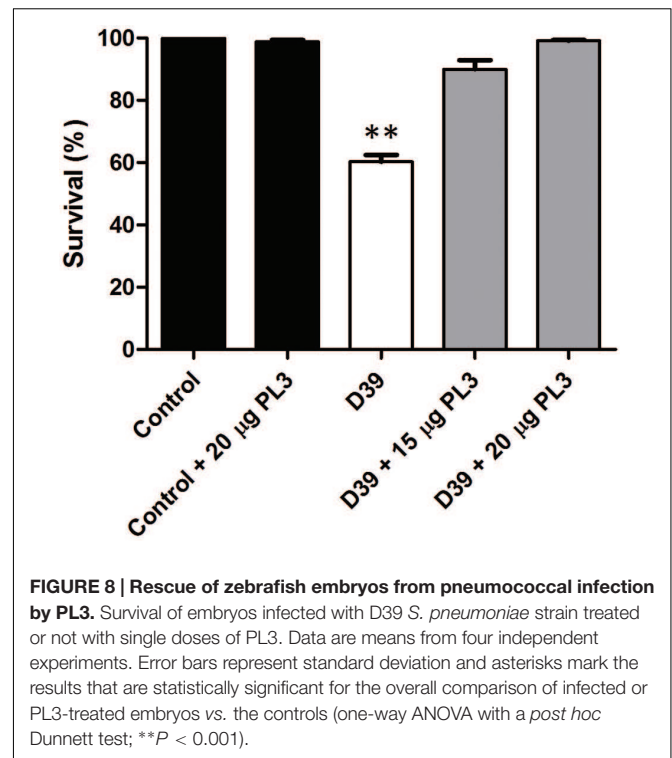 100
80
60
40
20
0
Survival (%)
**
Control
Control + 20 μg PL3
D39
D39 + 15 μg PL3
D39 + 20 μg PL3
FIGURE 8 | Rescue of zebrafish embryos from pneumococcal infection
by PL3. Survival of embryos infected with D39 S. pneumoniae strain treated
or not with single doses of PL3. Data are means from four independent
experiments. Error bars represent standard deviation and asterisks mark the
results that are statistically significant for the overall comparison of infected or
PL3-treated embryos vs. the controls (one-way ANOVA with a post hoc
Dunnett test; **P < 0.001).